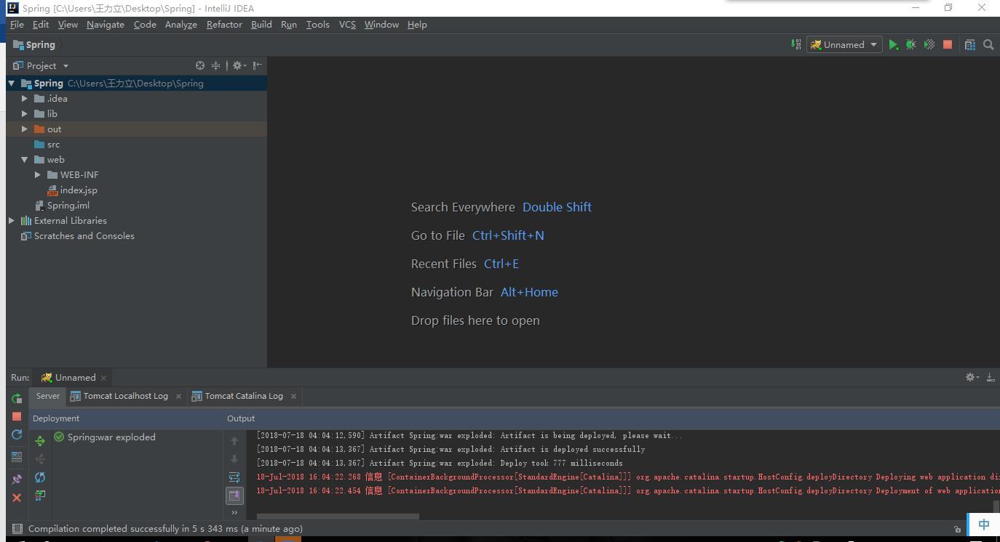 Spring [C:\Users\王力立\Desktop\Spring] - IntelliJ IDEA
File Edit View Navigate Code Analyze Refactor Build Run Tools VCS Window Help
Spring
Unnamed
Project
Spring C:\Users\王力立\Desktop\Spring
.idea
lib
out
src
web
WEB-INF
index.jsp
Spring.iml
External Libraries
Scratches and Consoles
Search Everywhere Double Shift
Go to File Ctrl+Shift+N
Recent Files Ctrl+E
Navigation Bar Alt+Home
Drop files here to open
Run: Unnamed
Server Tomcat Localhost Log Tomcat Catalina Log
Deployment Output
Spring:war exploded
[2018-07-18 04:04:12,590] Artifact Spring:war exploded: Artifact is being deployed, please wait...
[2018-07-18 04:04:13,367] Artifact Spring:war exploded: Artifact is deployed successfully
[2018-07-18 04:04:13,367] Artifact Spring:war exploded: Deploy took 777 milliseconds
18-Jul-2018 16:04:22.268 信息 [ContainerBackgroundProcessor[StandardEngine[Catalina]]] org.apache.catalina.startup.HostConfig.deployDirectory Deploying web application di
18-Jul-2018 16:04:22.454 信息 [ContainerBackgroundProcessor[StandardEngine[Catalina]]] org.apache.catalina.startup.HostConfig.deployDirectory Deployment of web application
Compilation completed successfully in 5 s 343 ms (a minute ago)
中